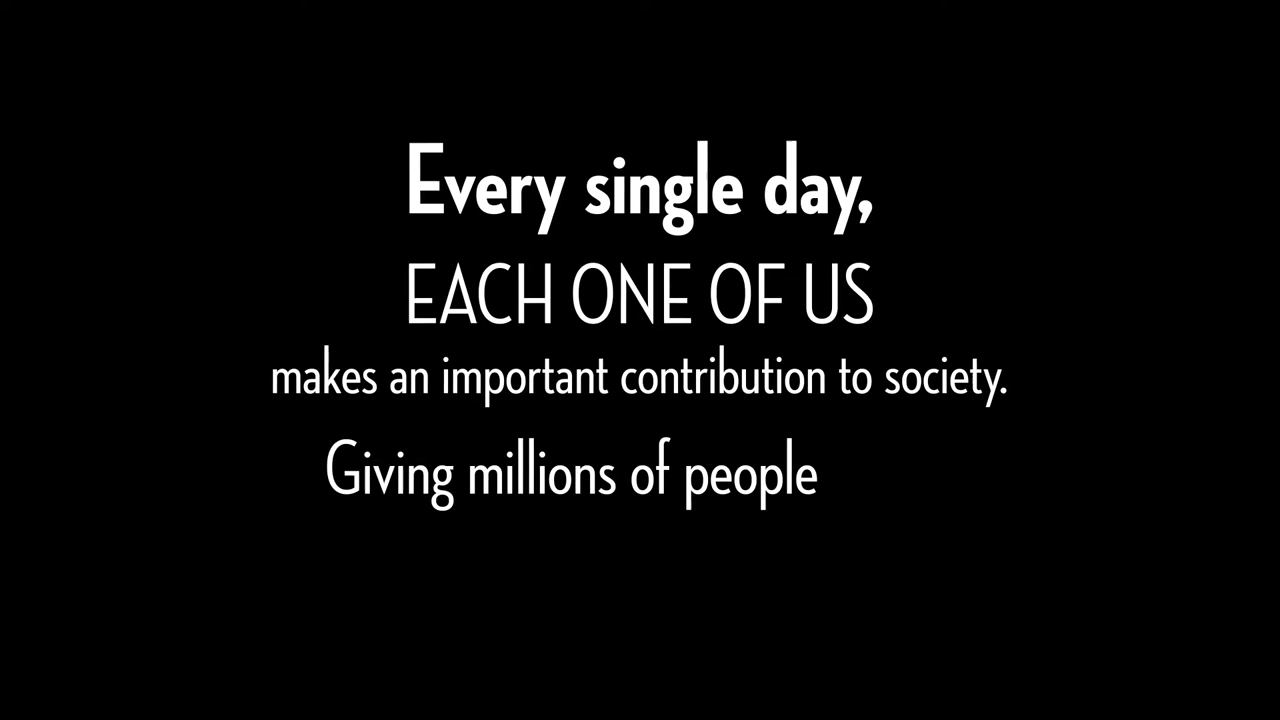 Every single day,
EACH ONE OF US
makes an important contribution to society.
Giving millions of people